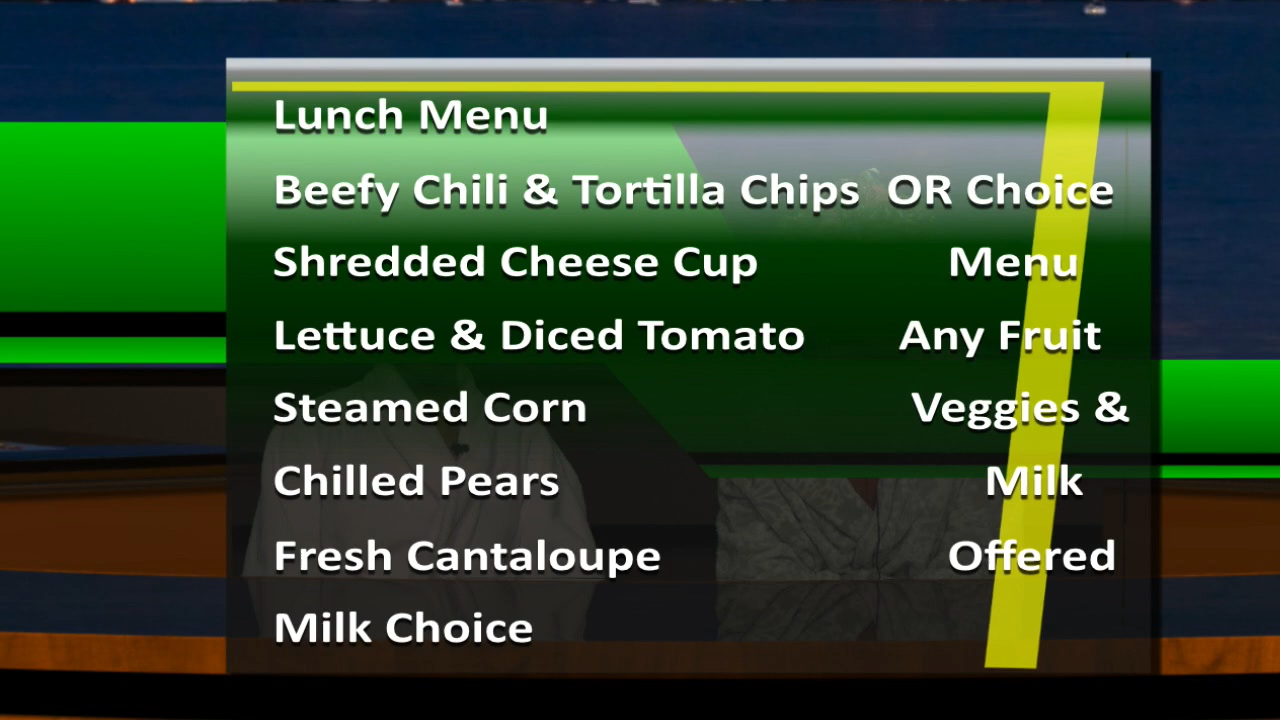 Lunch Menu
Beefy Chili & Tortilla Chips OR Choice
Shredded Cheese Cup Menu
Lettuce & Diced Tomato Any Fruit
Steamed Corn Veggies &
Chilled Pears Milk
Fresh Cantaloupe Offered
Milk Choice